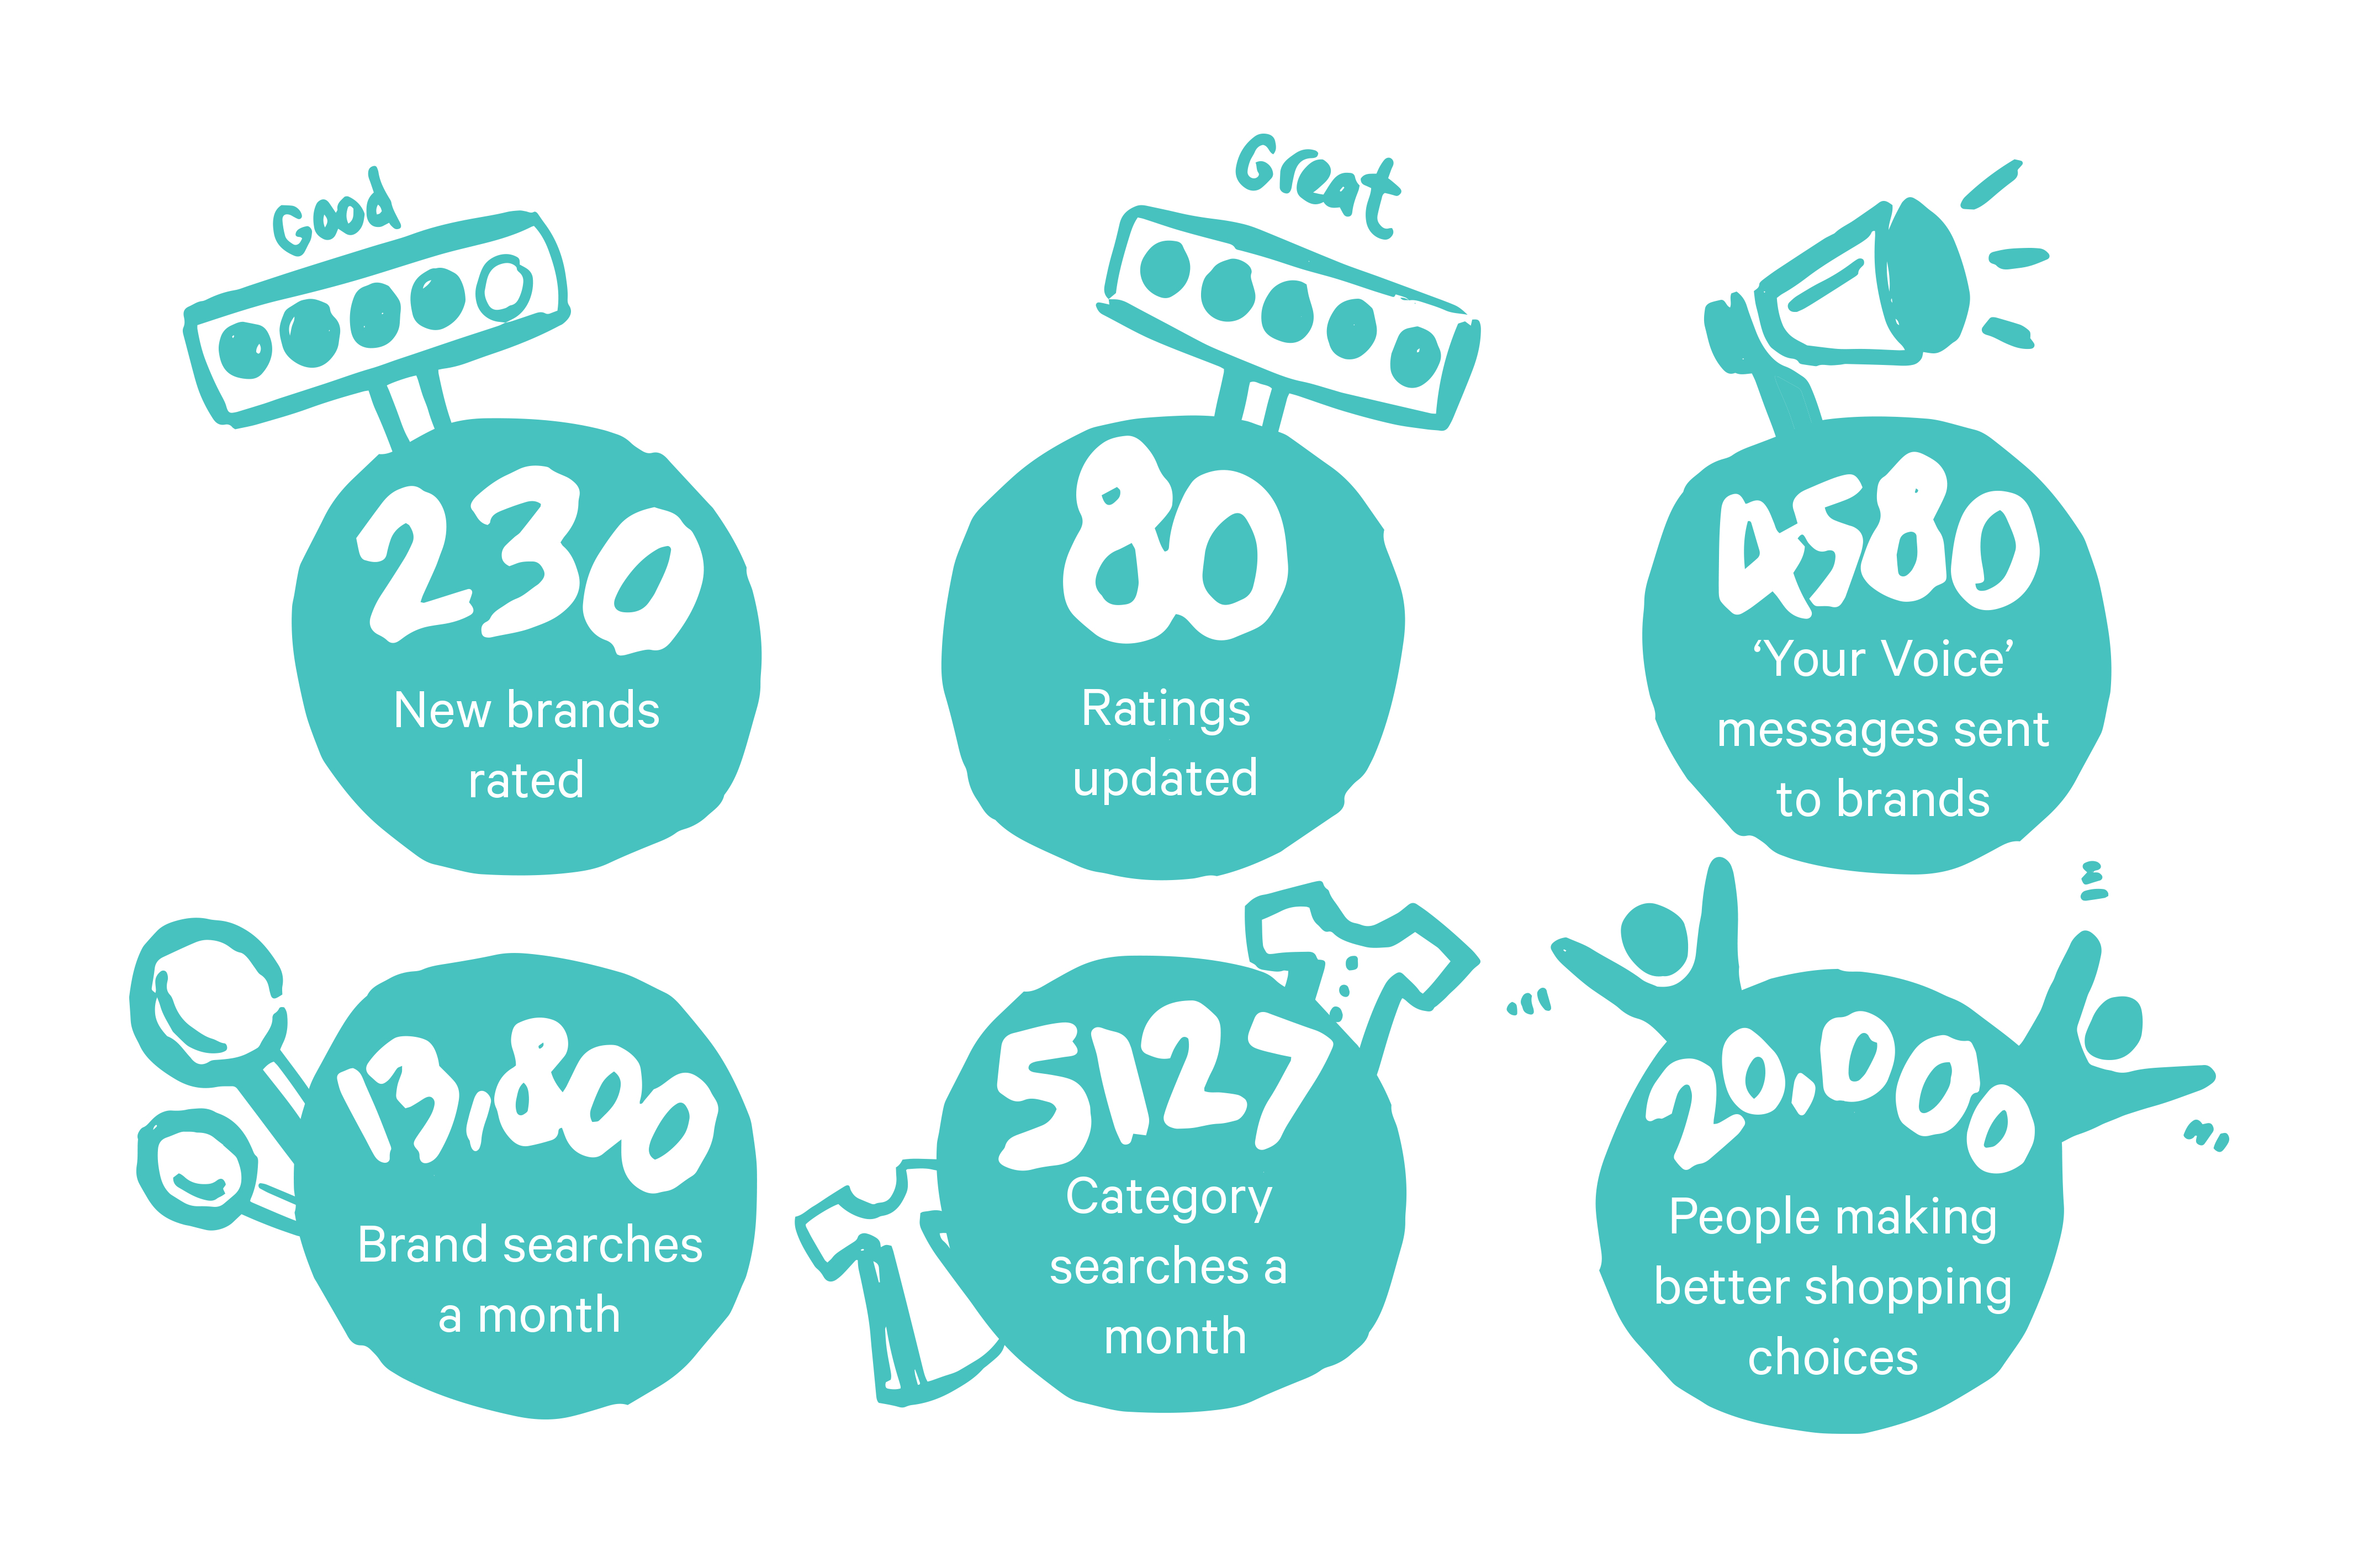 Good
230
New brands
rated
Great
80
Ratings
updated
4580
‘Your Voice’
messages sent
to brands
13,800
Brand searches
a month
5127
Category
searches a
month
20,000
People making
better shopping
choices